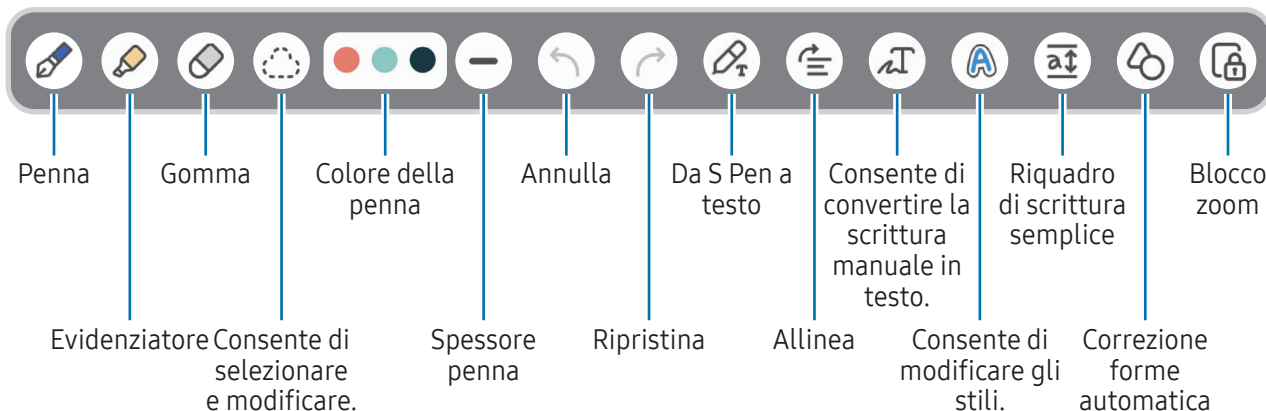 Penna
Gomma
Colore della
penna
Annulla
Da S Pen a
testo
Consente di
convertire la
scrittura
manuale in
testo.
Riquadro
di scrittura
semplice
Blocco
zoom
Evidenziatore
Consente di
selezionare
e modificare.
Spessore
penna
Ripristina
Allinea
Consente di
modificare gli
stili.
Correzione
forme
automatica